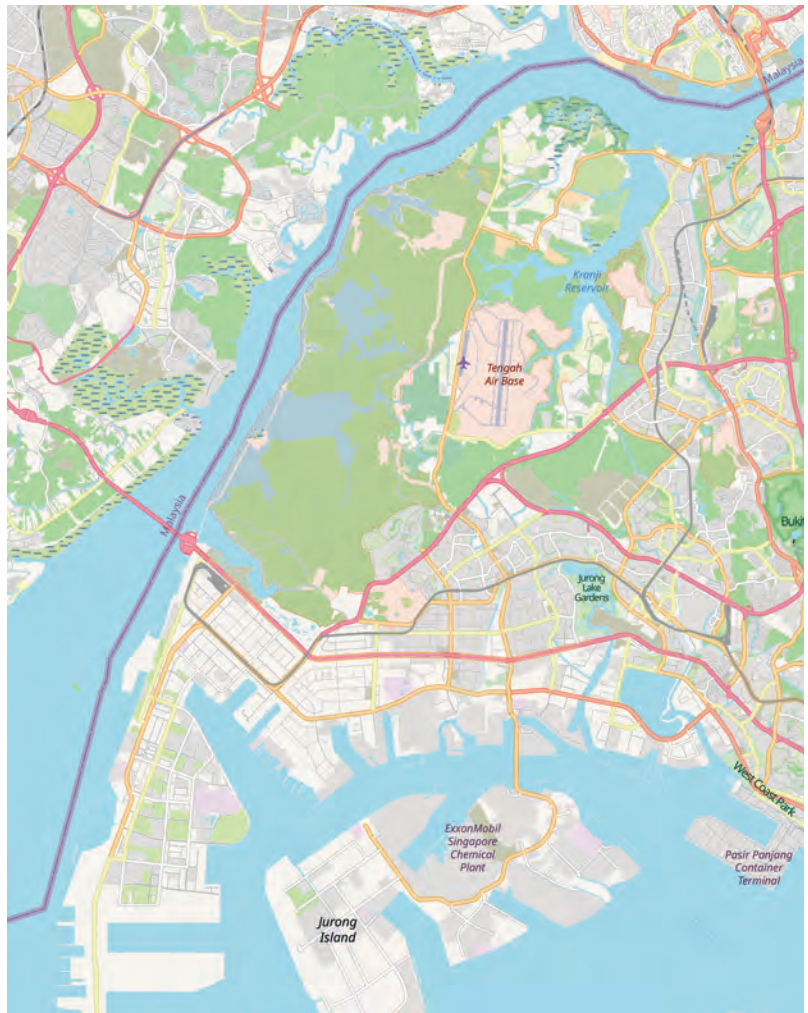 Malaysia
Kranji
Reservoir
Tengah
Air Base
Malaysia
Bukit
Jurong
Lake
Gardens
West Coast Park
ExxonMobil
Singapore
Chemical
Plant
Pasir Panjang
Container
Terminal
Jurong
Island